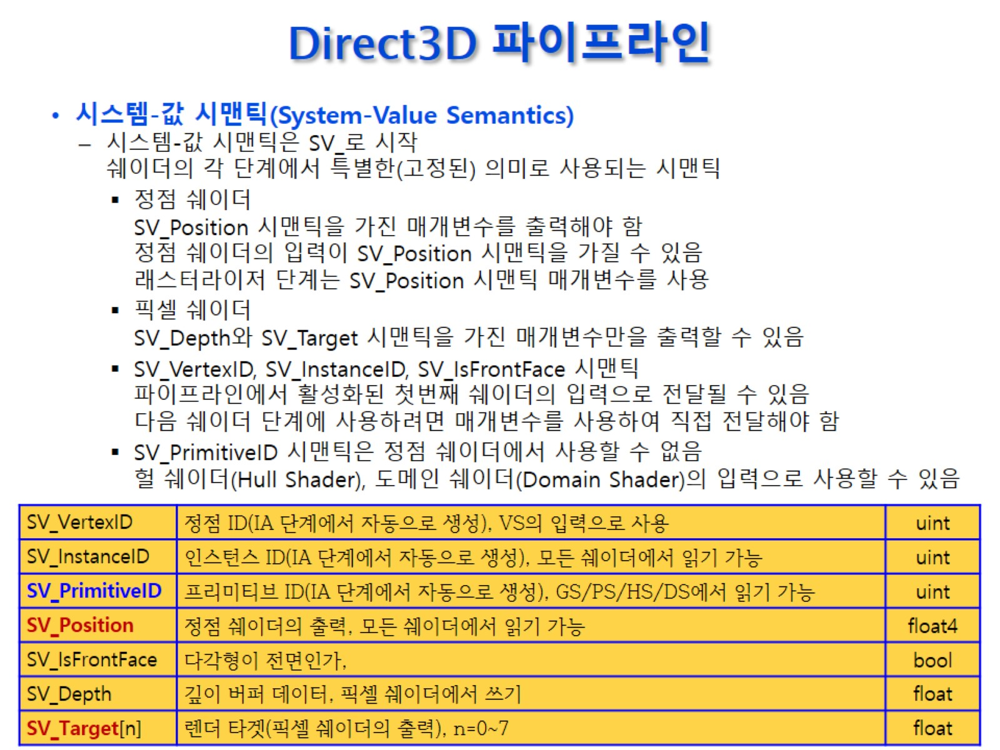 Direct3D 파이프라인
• 시스템-값 시맨틱(System-Value Semantics)
– 시스템-값 시맨틱은 SV_로 시작
쉐이더의 각 단계에서 특별한(고정된) 의미로 사용되는 시맨틱
▪ 정점 쉐이더
SV_Position 시맨틱을 가진 매개변수를 출력해야 함
정점 쉐이더의 입력이 SV_Position 시맨틱을 가질 수 있음
래스터라이저 단계는 SV_Position 시맨틱 매개변수를 사용
▪ 픽셀 쉐이더
SV_Depth와 SV_Target 시맨틱을 가진 매개변수만을 출력할 수 있음
▪ SV_VertexID, SV_InstanceID, SV_IsFrontFace 시맨틱
파이프라인에서 활성화된 첫번째 쉐이더의 입력으로 전달될 수 있음
다음 쉐이더 단계에 사용하려면 매개변수를 사용하여 직접 전달해야 함
▪ SV_PrimitiveID 시맨틱은 정점 쉐이더에서 사용할 수 없음
헐 쉐이더(Hull Shader), 도메인 쉐이더(Domain Shader)의 입력으로 사용할 수 있음
SV_VertexID 정점 ID(IA 단계에서 자동으로 생성), VS의 입력으로 사용 uint
SV_InstanceID 인스턴스 ID(IA 단계에서 자동으로 생성), 모든 쉐이더에서 읽기 가능 uint
SV_PrimitiveID 프리미티브 ID(IA 단계에서 자동으로 생성), GS/PS/HS/DS에서 읽기 가능 uint
SV_Position 정점 쉐이더의 출력, 모든 쉐이더에서 읽기 가능 float4
SV_IsFrontFace 다각형이 전면인가, bool
SV_Depth 깊이 버퍼 데이터, 픽셀 쉐이더에서 쓰기 float
SV_Target[n] 렌더 타겟(픽셀 쉐이더의 출력), n=0~7 float